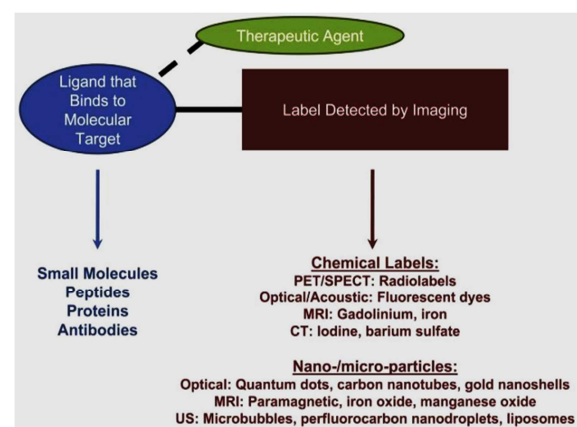 Therapeutic Agent
Ligand that
Binds to
Molecular
Target
Label Detected by Imaging
Small Molecules
Peptides
Proteins
Antibodies
Chemical Labels:
PET/SPECT: Radiolabels
Optical/Acoustic: Fluorescent dyes
MRI: Gadolinium, iron
CT: Iodine, barium sulfate
Nano-/micro-particles:
Optical: Quantum dots, carbon nanotubes, gold nanoshells
MRI: Paramagnetic, iron oxide, manganese oxide
US: Microbubbles, perfluorocarbon nanodroplets, liposomes